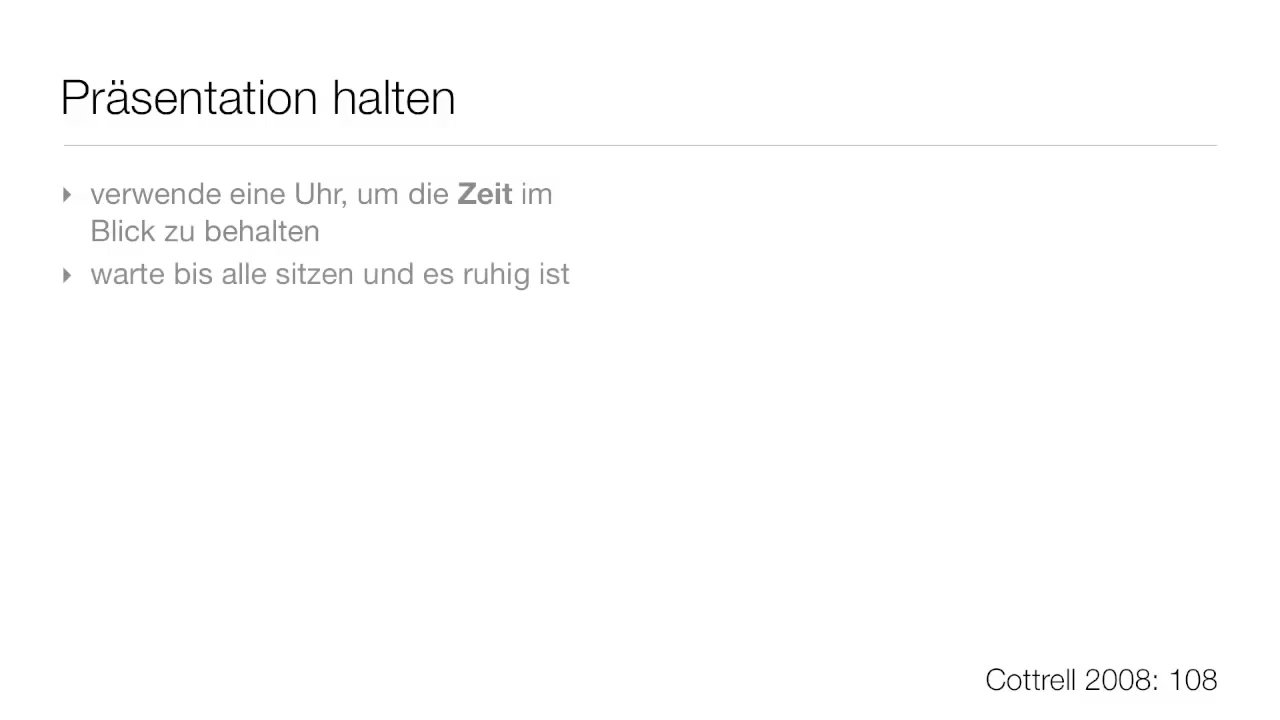 Präsentation halten
‣ verwende eine Uhr, um die Zeit im
Blick zu behalten
‣ warte bis alle sitzen und es ruhig ist
Cottrell 2008: 108